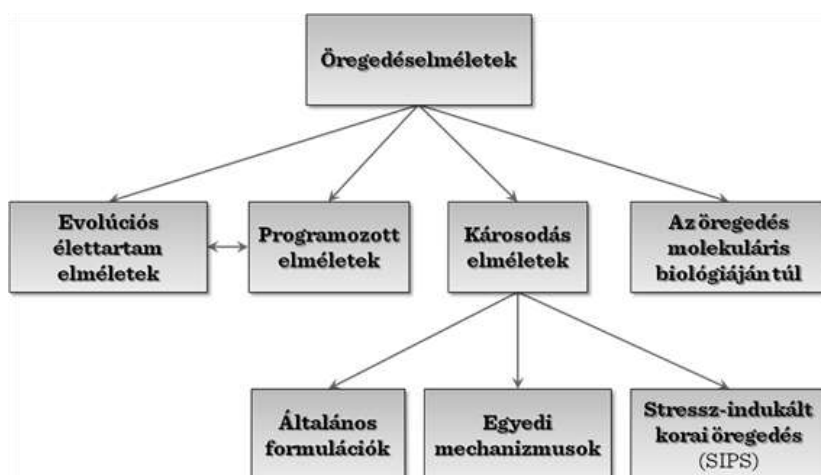 Öregedéselméletek
Evolúciós
élettartam
elméletek
Programozott
elméletek
Károsodás
elméletek
Az öregedés
molekuláris
biológiáján túl
Általános
formulációk
Egyedi
mechanizmusok
Stressz-indukált
korai öregedés
(SIPS)